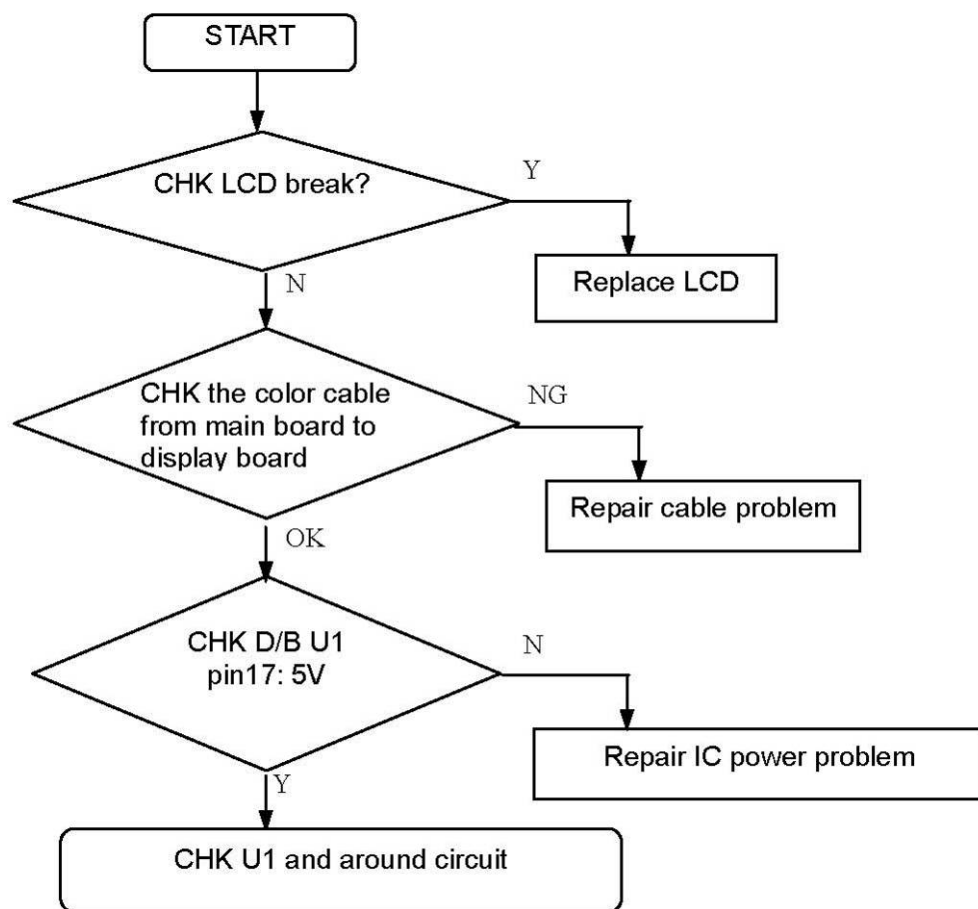 START
CHK LCD break?
Y
Replace LCD
N
CHK the color cable
from main board to
display board
NG
Repair cable problem
OK
CHK D/B U1
pin17: 5V
N
Repair IC power problem
Y
CHK U1 and around circuit